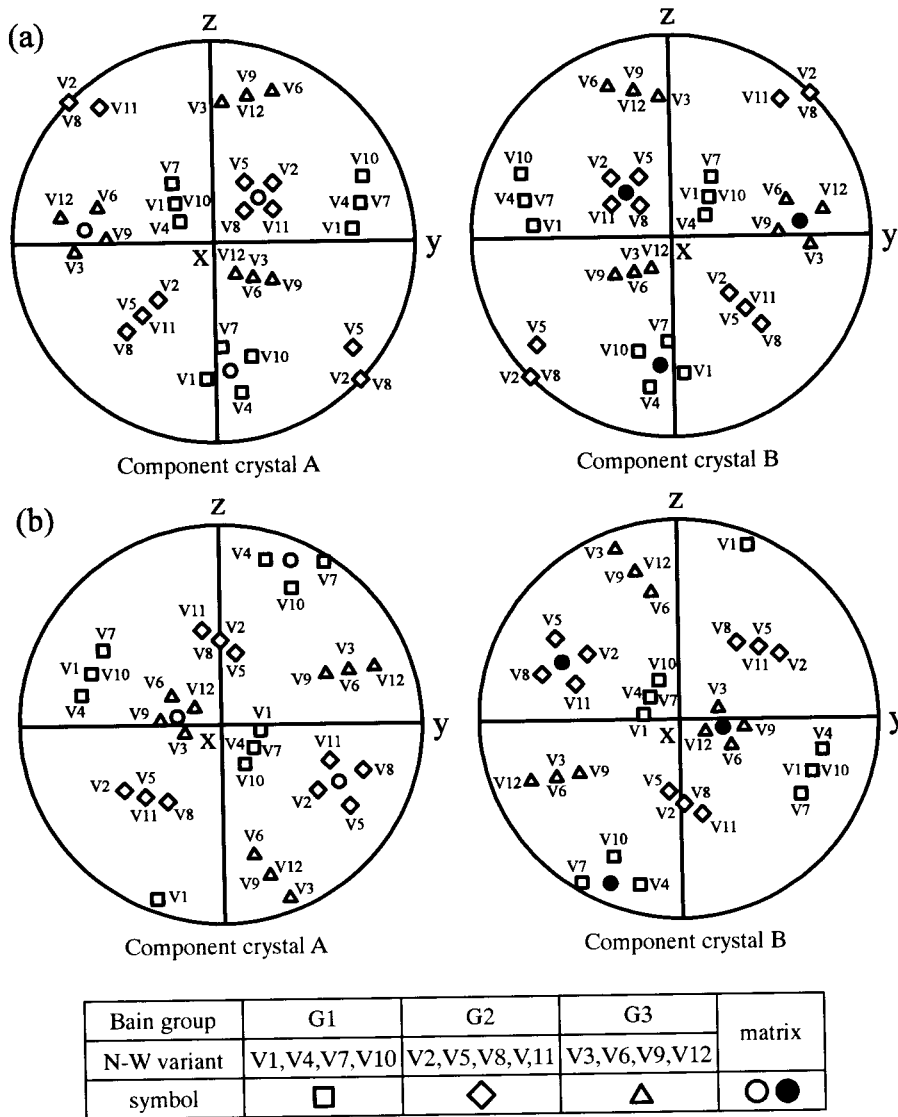 (a)
z
z
V2
V8
V11
V3
V9
V12
V6
V6
V9
V12
V3
V2
V11
V8
V7
V5
V2
V10
V10
V2
V5
V7
V12
V6
V1
V10
V4
V7
V4
V7
V1
V10
V6
V12
V4
V8
V11
V1
V1
V11
V8
V4
V9
V3
V9
V3
x
y
x
y
V12
V3
V6
V9
V9
V3
V6
V12
V2
V5
V11
V8
V2
V11
V5
V8
V7
V10
V5
V5
V7
V10
V1
V4
V2
V8
V2
V8
V4
V1
Component crystal A
Component crystal B
(b)
z
z
V4
V7
V10
V1
V3
V12
V9
V6
V7
V11
V2
V8
V5
V5
V8
V5
V11
V2
V1
V10
V4
V3
V9
V6
V12
V8
V2
V11
V10
V4
V7
V1
V6
V12
V9
V3
V3
V12
V9
V6
x
y
x
y
V1
V4
V7
V10
V11
V8
V2
V5
V4
V1
V10
V7
V2
V5
V11
V8
V12
V3
V6
V9
V5
V8
V2
V11
V6
V12
V9
V3
V10
V7
V4
V1
Component crystal A
Component crystal B
Bain group G1 G2 G3 matrix
N-W variant V1,V4,V7,V10 V2,V5,V8,V,11 V3,V6,V9,V12
symbol